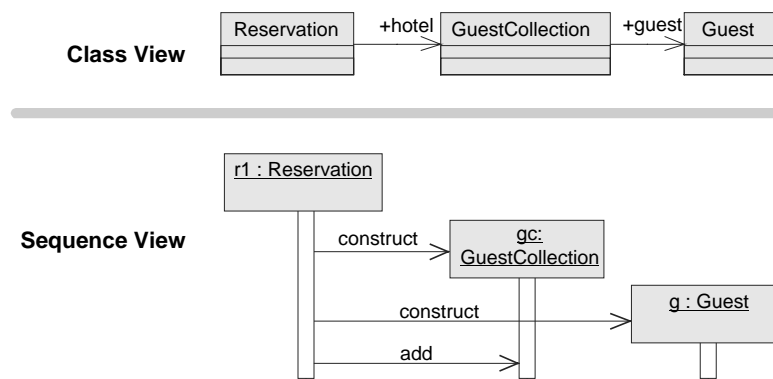 Class View
Reservation
+hotel
GuestCollection
+guest
Guest
Sequence View
r1 : Reservation
construct
gc:
GuestCollection
construct
g : Guest
add